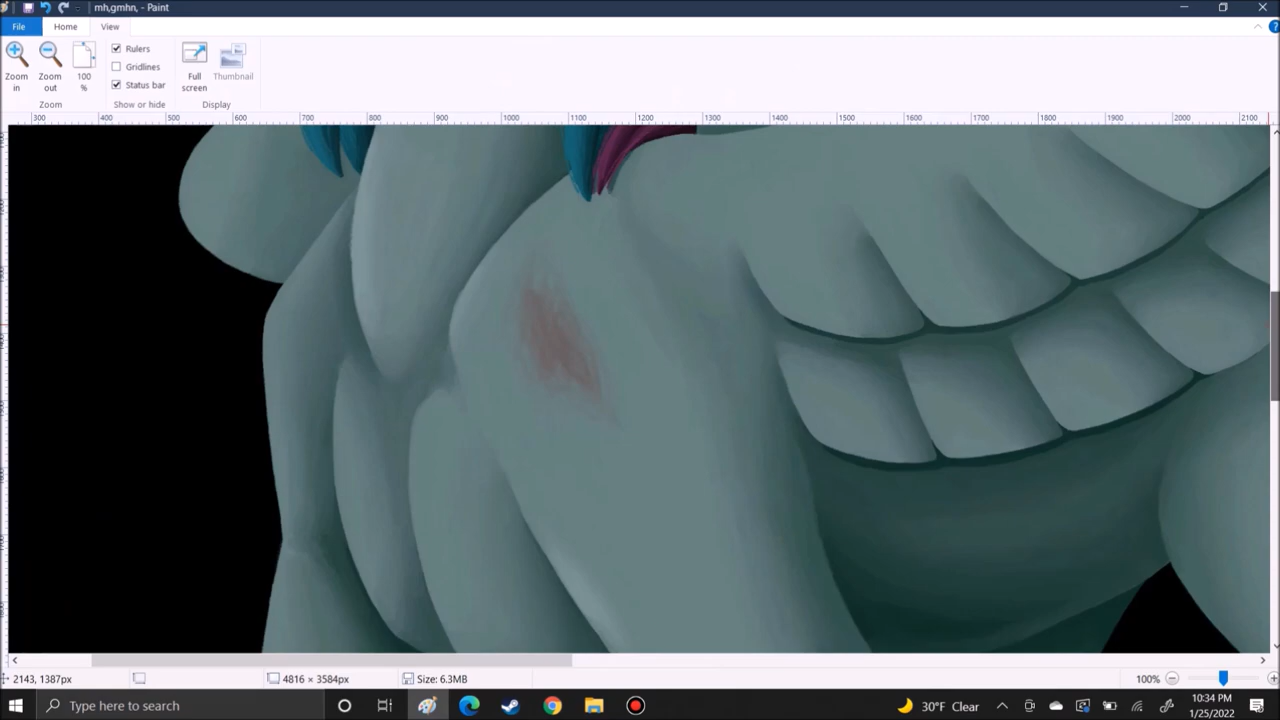 mh,gmhn, - Paint
File Home View
Zoom in
Zoom out
100 %
Rulers
Gridlines
Status bar
Full screen
Thumbnail
Zoom
Show or hide
Display
300 400 500 600 700 800 900 1000 1100 1200 1300 1400 1500 1600 1700 1800 1900 2000 2100
2143, 1387px
4816 × 3584px
Size: 6.3MB
100%
Type here to search
30°F Clear
10:34 PM
1/25/2022